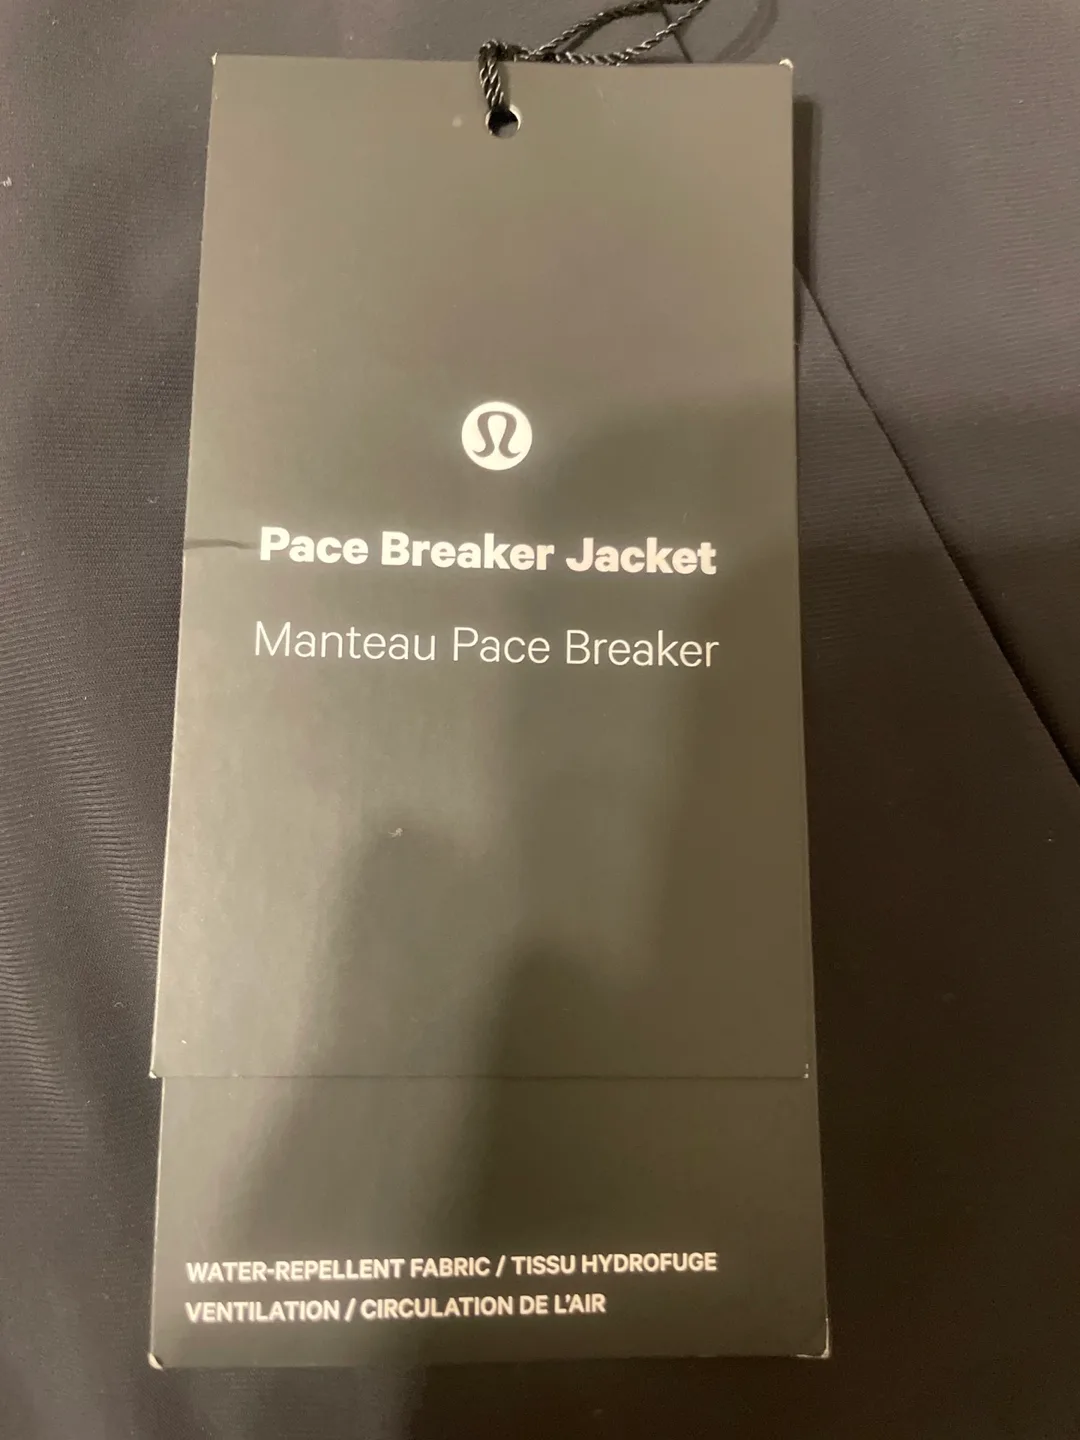 Pace Breaker Jacket
Manteau Pace Breaker
WATER-REPELLENT FABRIC / TISSU HYDROFUGE
VENTILATION / CIRCULATION DE L'AIR